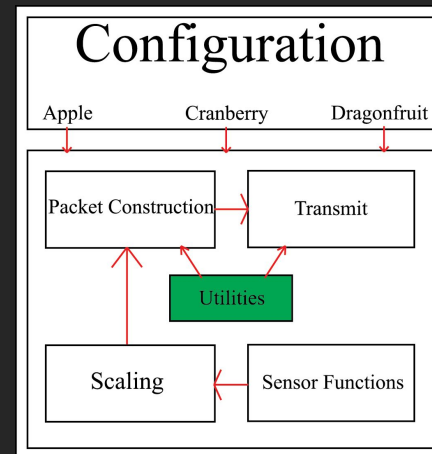 Configuration
Apple Cranberry Dragonfruit
Packet Construction Transmit
Utilities
Scaling Sensor Functions